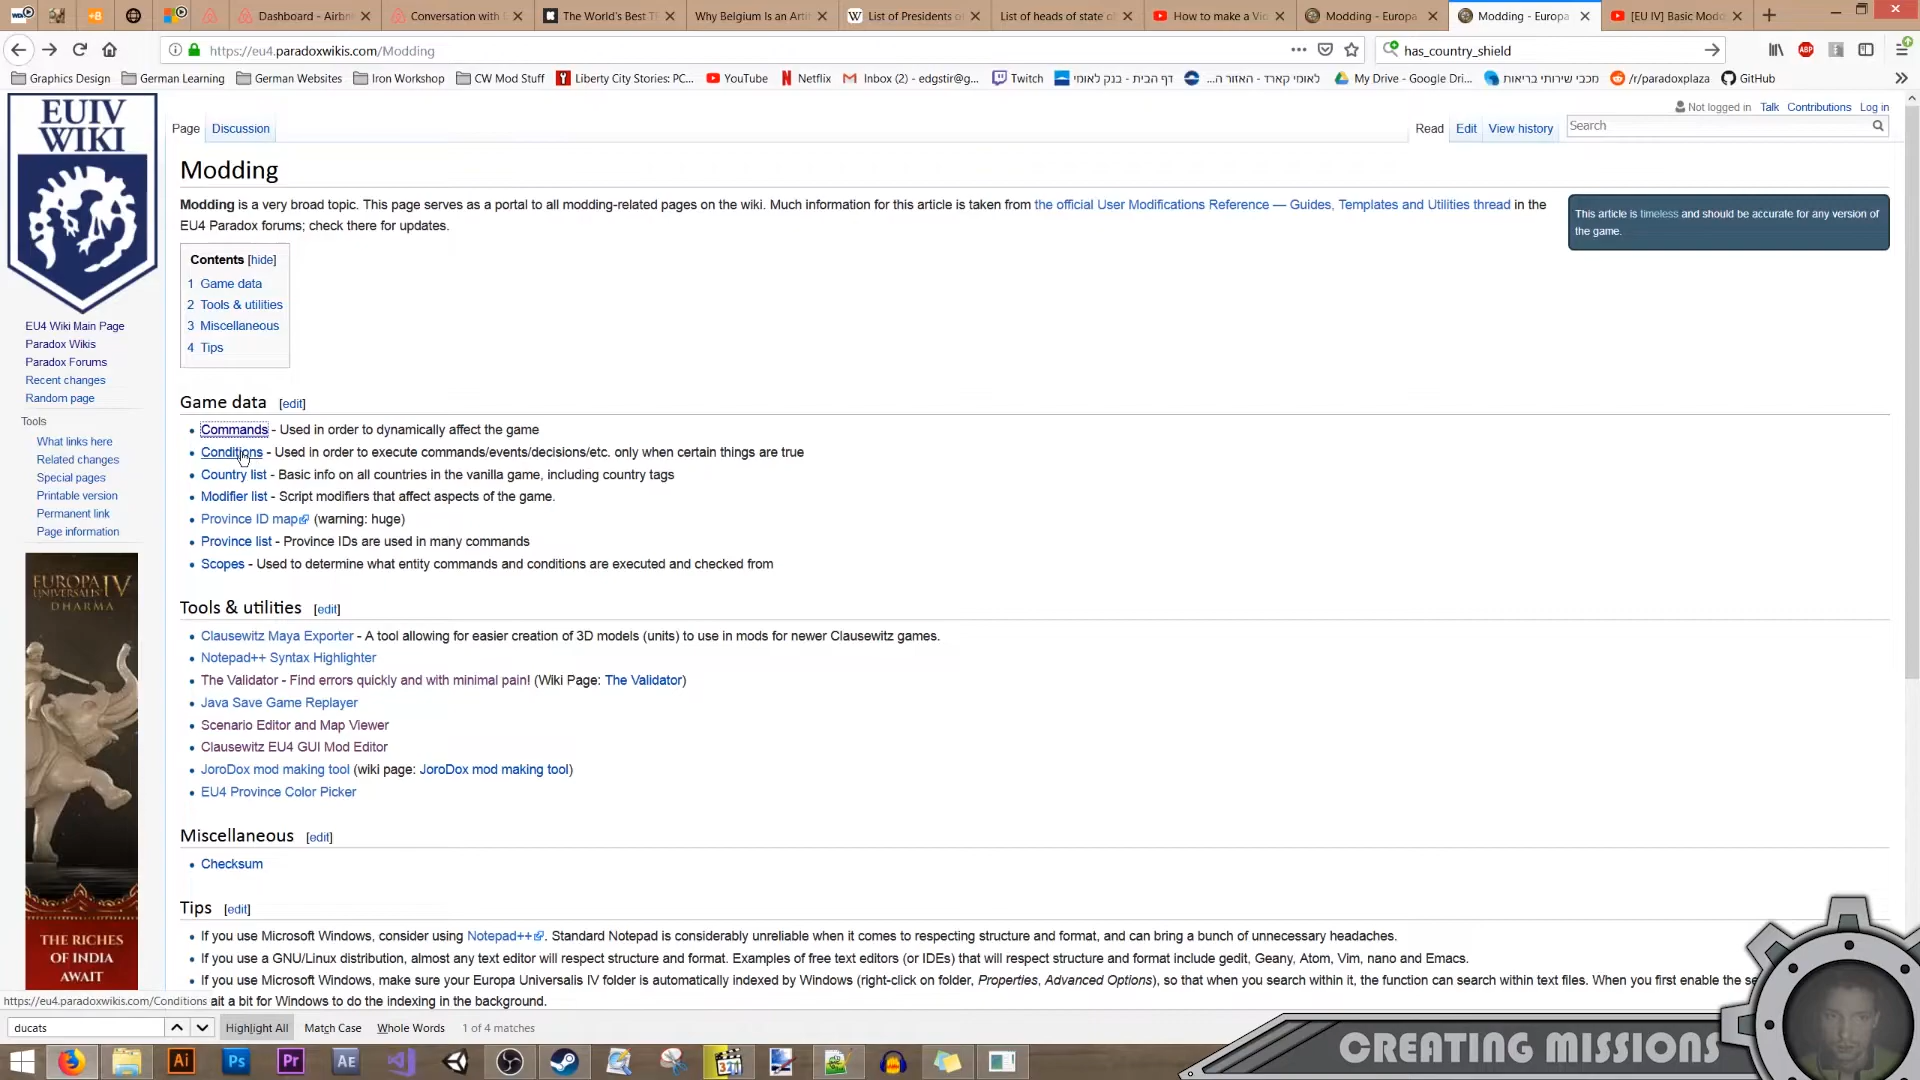 Dashboard - Airbn
Conversation with E
The World's Best T
Why Belgium Is an Arti
List of Presidents o
List of heads of state o
How to make a Vi
Modding - Europa
Modding - Europa
[EU IV] Basic Modd
https://eu4.paradoxwikis.com/Modding
has_country_shield
Graphics Design
German Learning
German Websites
Iron Workshop
CW Mod Stuff
Liberty City Stories: PC...
YouTube
Netflix
Inbox (2) - edgstir@g...
Twitch
דף הבית - בנק לאומי
לאומי קארד - האזור ה...
My Drive - Google Dri...
מכבי שירותי בריאות
/r/paradoxplaza
GitHub
EUIV
WIKI
Not logged in Talk Contributions Log in
Page Discussion
Read Edit View history
Search
Modding
Modding is a very broad topic. This page serves as a portal to all modding-related pages on the wiki. Much information for this article is taken from the official User Modifications Reference — Guides, Templates and Utilities thread in the
EU4 Paradox forums; check there for updates.
This article is timeless and should be accurate for any version of
the game.
Contents [hide]
1 Game data
2 Tools & utilities
3 Miscellaneous
4 Tips
EU4 Wiki Main Page
Paradox Wikis
Paradox Forums
Recent changes
Random page
Tools
What links here
Related changes
Special pages
Printable version
Permanent link
Page information
EUROPA
UNIVERSALIS IV
DHARMA
THE RICHES
OF INDIA
AWAIT
Game data [edit]
Commands - Used in order to dynamically affect the game
Conditions - Used in order to execute commands/events/decisions/etc. only when certain things are true
Country list - Basic info on all countries in the vanilla game, including country tags
Modifier list - Script modifiers that affect aspects of the game.
Province ID map (warning: huge)
Province list - Province IDs are used in many commands
Scopes - Used to determine what entity commands and conditions are executed and checked from
Tools & utilities [edit]
Clausewitz Maya Exporter - A tool allowing for easier creation of 3D models (units) to use in mods for newer Clausewitz games.
Notepad++ Syntax Highlighter
The Validator - Find errors quickly and with minimal pain! (Wiki Page: The Validator)
Java Save Game Replayer
Scenario Editor and Map Viewer
Clausewitz EU4 GUI Mod Editor
JoroDox mod making tool (wiki page: JoroDox mod making tool)
EU4 Province Color Picker
Miscellaneous [edit]
Checksum
Tips [edit]
If you use Microsoft Windows, consider using Notepad++. Standard Notepad is considerably unreliable when it comes to respecting structure and format, and can bring a bunch of unnecessary headaches.
If you use a GNU/Linux distribution, almost any text editor will respect structure and format. Examples of free text editors (or IDEs) that will respect structure and format include gedit, Geany, Atom, Vim, nano and Emacs.
If you use Microsoft Windows, make sure your Europa Universalis IV folder is automatically indexed by Windows (right-click on folder, Properties, Advanced Options), so that when you search within it, the function can search within text files. When you first enable the se
https://eu4.paradoxwikis.com/Conditions ait a bit for Windows to do the indexing in the background.
ducats
Highlight All Match Case Whole Words 1 of 4 matches
CREATING MISSIONS